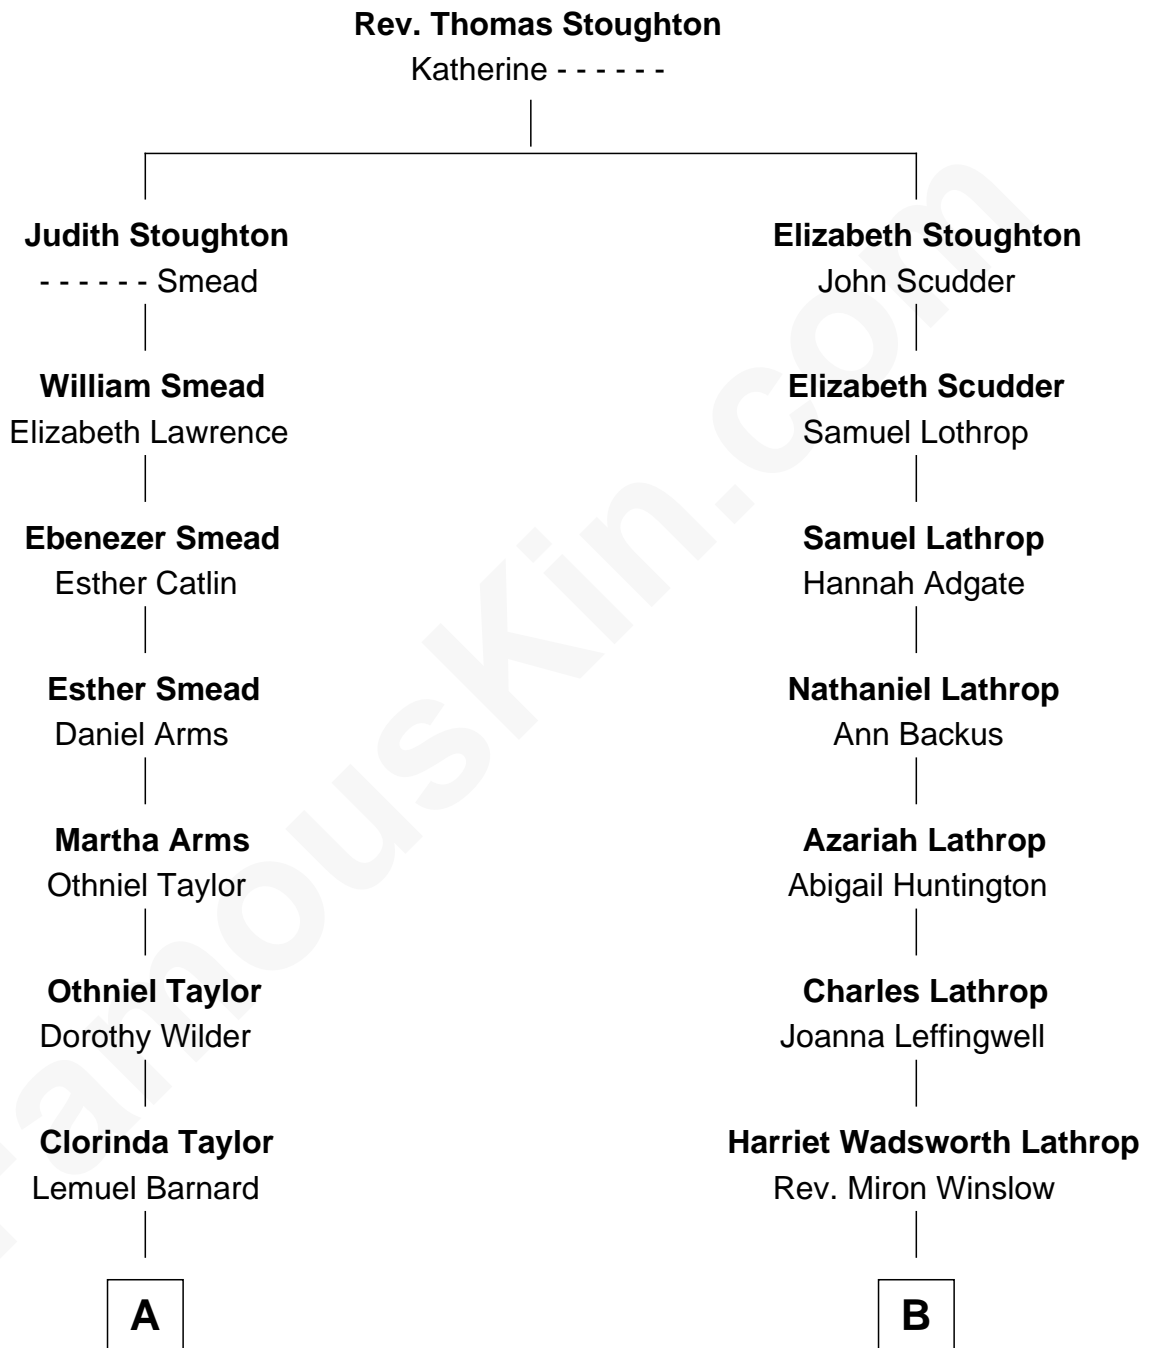 Rev. Thomas Stoughton
Katherine - - - - - -
Judith Stoughton
- - - - - - Smead
Elizabeth Stoughton
John Scudder
William Smead
Elizabeth Lawrence
Elizabeth Scudder
Samuel Lothrop
Ebenezer Smead
Esther Catlin
Samuel Lathrop
Hannah Adgate
Esther Smead
Daniel Arms
Nathaniel Lathrop
Ann Backus
Martha Arms
Othniel Taylor
Azariah Lathrop
Abigail Huntington
Othniel Taylor
Dorothy Wilder
Charles Lathrop
Joanna Leffingwell
Clorinda Taylor
Lemuel Barnard
Harriet Wadsworth Lathrop
Rev. Miron Winslow
A
B
FamousKin.com